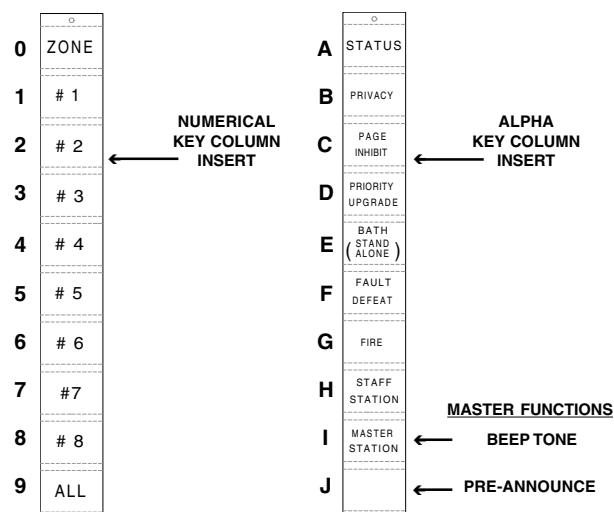 0 ZONE
1 # 1
2 # 2
3 # 3
4 # 4
5 # 5
6 # 6
7 #7
8 # 8
9 ALL
NUMERICAL
KEY COLUMN
INSERT
A STATUS
B PRIVACY
C PAGE
INHIBIT
D PRIORITY
UPGRADE
E BATH
( STAND
ALONE )
F FAULT
DEFEAT
G FIRE
H STAFF
STATION
I MASTER
STATION
J
ALPHA
KEY COLUMN
INSERT
MASTER FUNCTIONS
BEEP TONE
PRE-ANNOUNCE